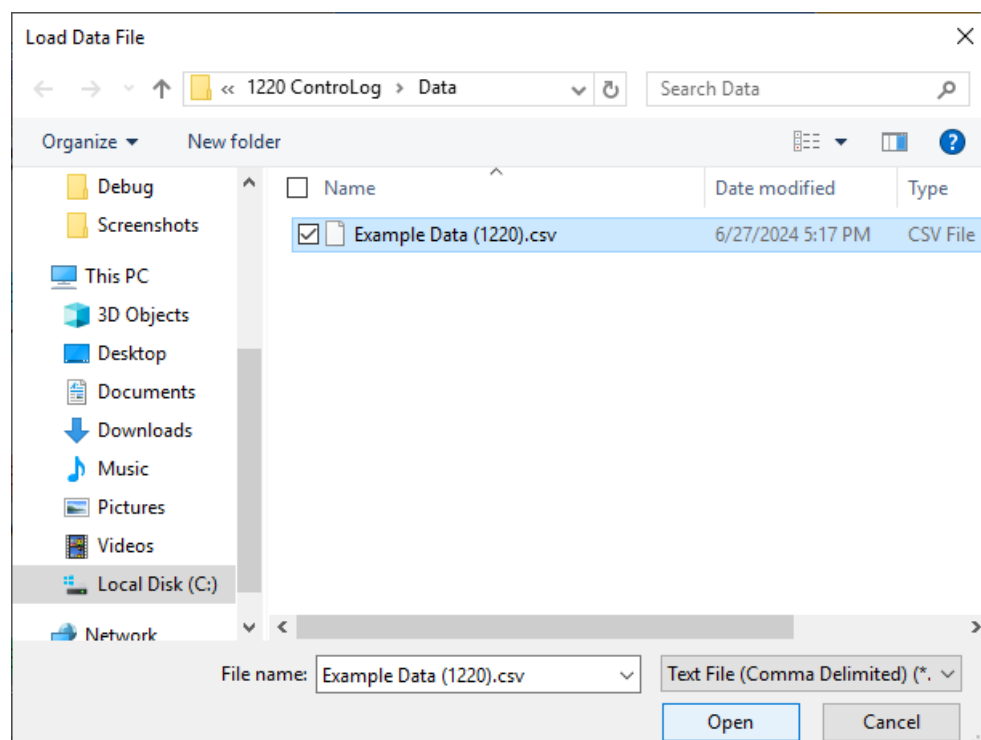 Load Data File
« 1220 ControLog > Data
Search Data
Organize
New folder
?
Name
Date modified
Type
Debug
Screenshots
This PC
3D Objects
Desktop
Documents
Downloads
Music
Pictures
Videos
Local Disk (C:)
Network
Example Data (1220).csv 6/27/2024 5:17 PM CSV File
File name: Example Data (1220).csv
Text File (Comma Delimited) (*.
Open
Cancel